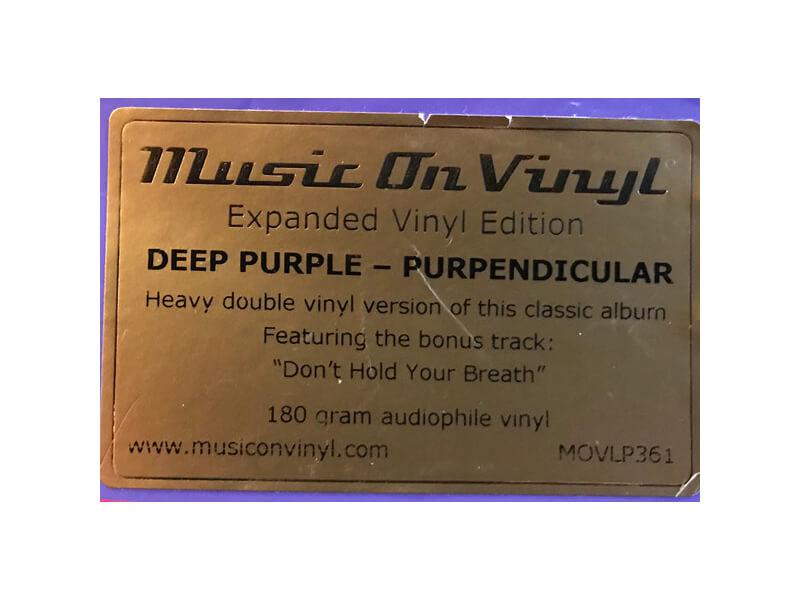 Music On Vinyl
Expanded Vinyl Edition
DEEP PURPLE – PURPENDICULAR
Heavy double vinyl version of this classic album
Featuring the bonus track:
"Don't Hold Your Breath"
180 gram audiophile vinyl
www.musiconvinyl.com MOVLP361